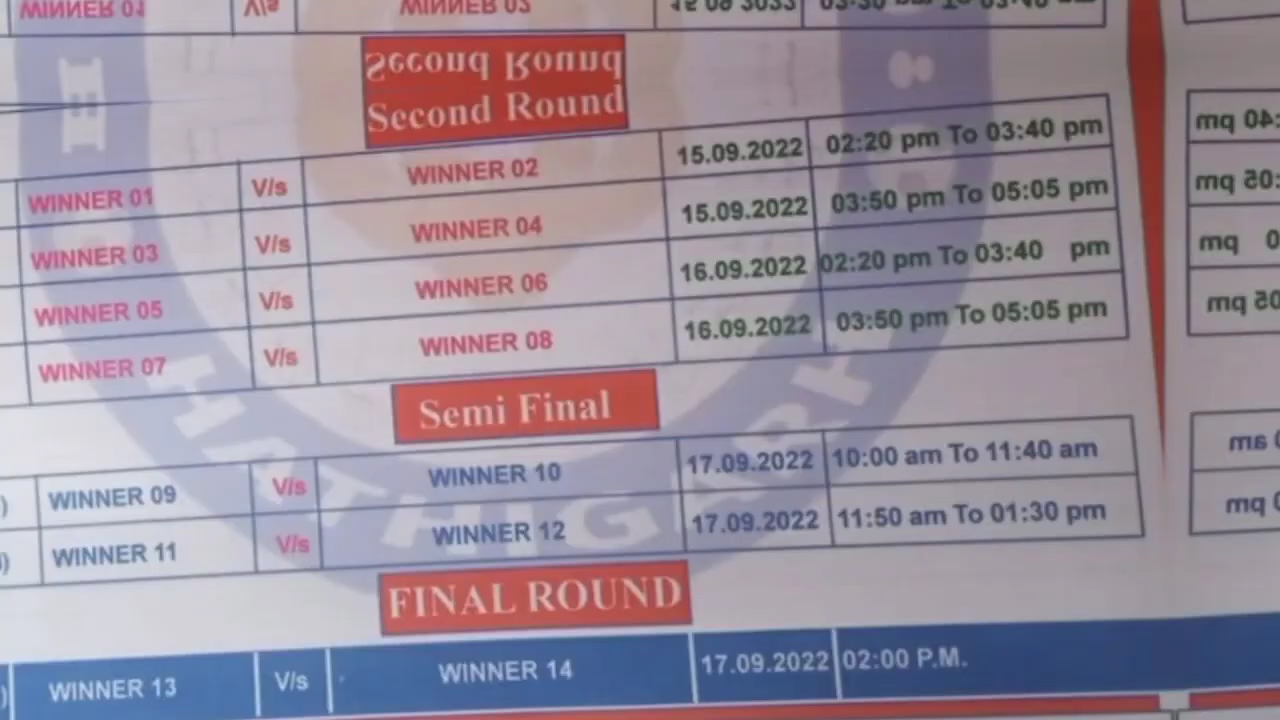 Second Round
WINNER 01 V/s WINNER 02 15.09.2022 02:20 pm To 03:40 pm
WINNER 03 V/s WINNER 04 15.09.2022 03:50 pm To 05:05 pm
WINNER 05 V/s WINNER 06 16.09.2022 02:20 pm To 03:40 pm
WINNER 07 V/s WINNER 08 16.09.2022 03:50 pm To 05:05 pm
Semi Final
WINNER 09 V/s WINNER 10 17.09.2022 10:00 am To 11:40 am
WINNER 11 V/s WINNER 12 17.09.2022 11:50 am To 01:30 pm
HATHIGARH
FINAL ROUND
WINNER 13 V/s WINNER 14 17.09.2022 02:00 P.M.